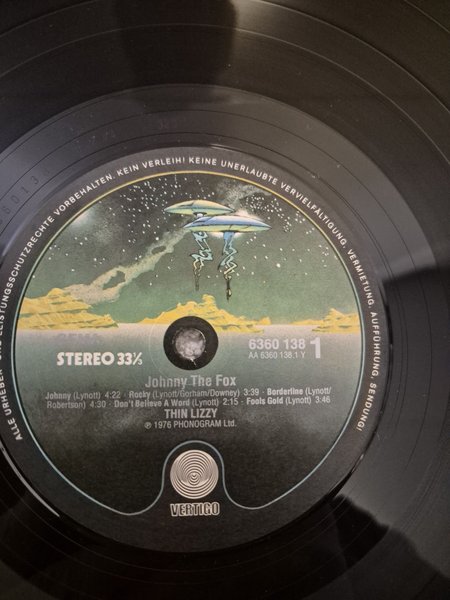 ALLE URHEBER- UND LEISTUNGSSCHUTZRECHTE VORBEHALTEN. KEIN VERLEIH! KEINE UNERLAUBTE VERVIELFÄLTIGUNG, VERMIETUNG, AUFFÜHRUNG, SENDUNG!
STEREO 33⅓
6360 138 1
AA 6360 138.1 Y
Johnny The Fox
Johnny (Lynott) 4:22 · Rocky (Lynott/Gorham/Downey) 3:39 · Borderline (Lynott/
Robertson) 4:30 · Don't Believe A Word (Lynott) 2:15 · Fools Gold (Lynott) 3:46
THIN LIZZY
℗ 1976 PHONOGRAM Ltd.
VERTIGO